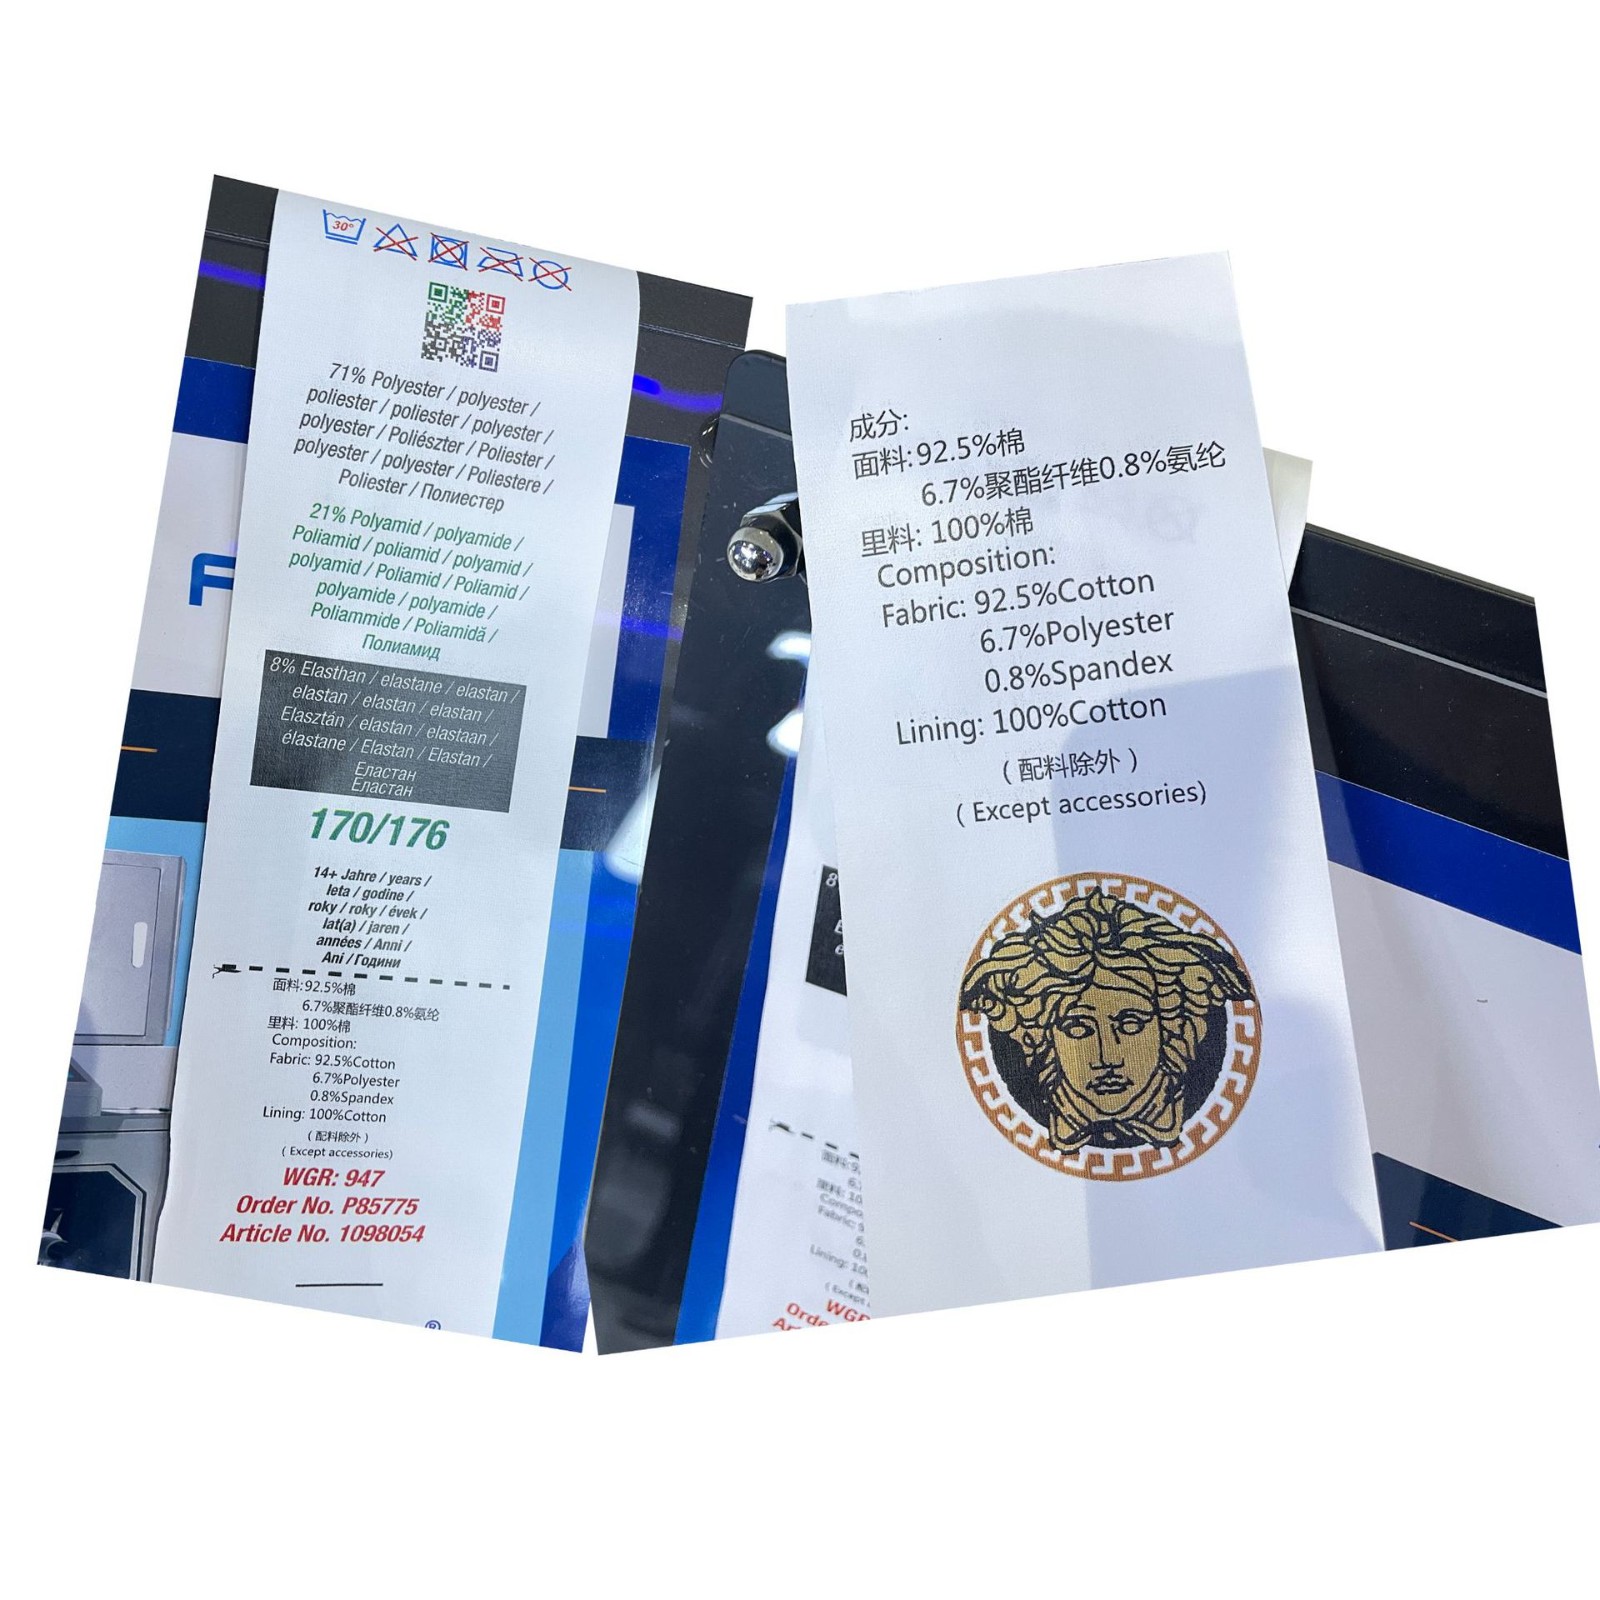 30°
71% Polyester / polyester /
poliester / poliester / polyester /
polyester / Poliészter / Poliester /
polyester / polyester / Poliestere /
Poliester / Полиестер
21% Polyamid / polyamide /
Poliamid / poliamid / polyamid /
polyamid / Poliamid / Poliamid /
polyamide / polyamide /
Poliammide / Poliamidă /
Полиамид
8% Elasthan / elastane / elastan /
elastan / elastan / elastan /
Elasztán / elastan / elastaan /
élastane / Elastan / Elastan /
Еластан
Еластан
170/176
14+ Jahre / years /
leta / godine /
roky / roky / évek /
lat(a) / jaren /
années / Anni /
Ani / Години
面料:92.5%棉
6.7%聚酯纤维0.8%氨纶
里料: 100%棉
Composition:
Fabric: 92.5%Cotton
6.7%Polyester
0.8%Spandex
Lining: 100%Cotton
( 配料除外 )
( Except accessories)
WGR: 947
Order No. P85775
Article No. 1098054
®
F
成分:
面料:92.5%棉
6.7%聚酯纤维0.8%氨纶
里料: 100%棉
Composition:
Fabric: 92.5%Cotton
6.7%Polyester
0.8%Spandex
Lining: 100%Cotton
( 配料除外 )
( Except accessories)